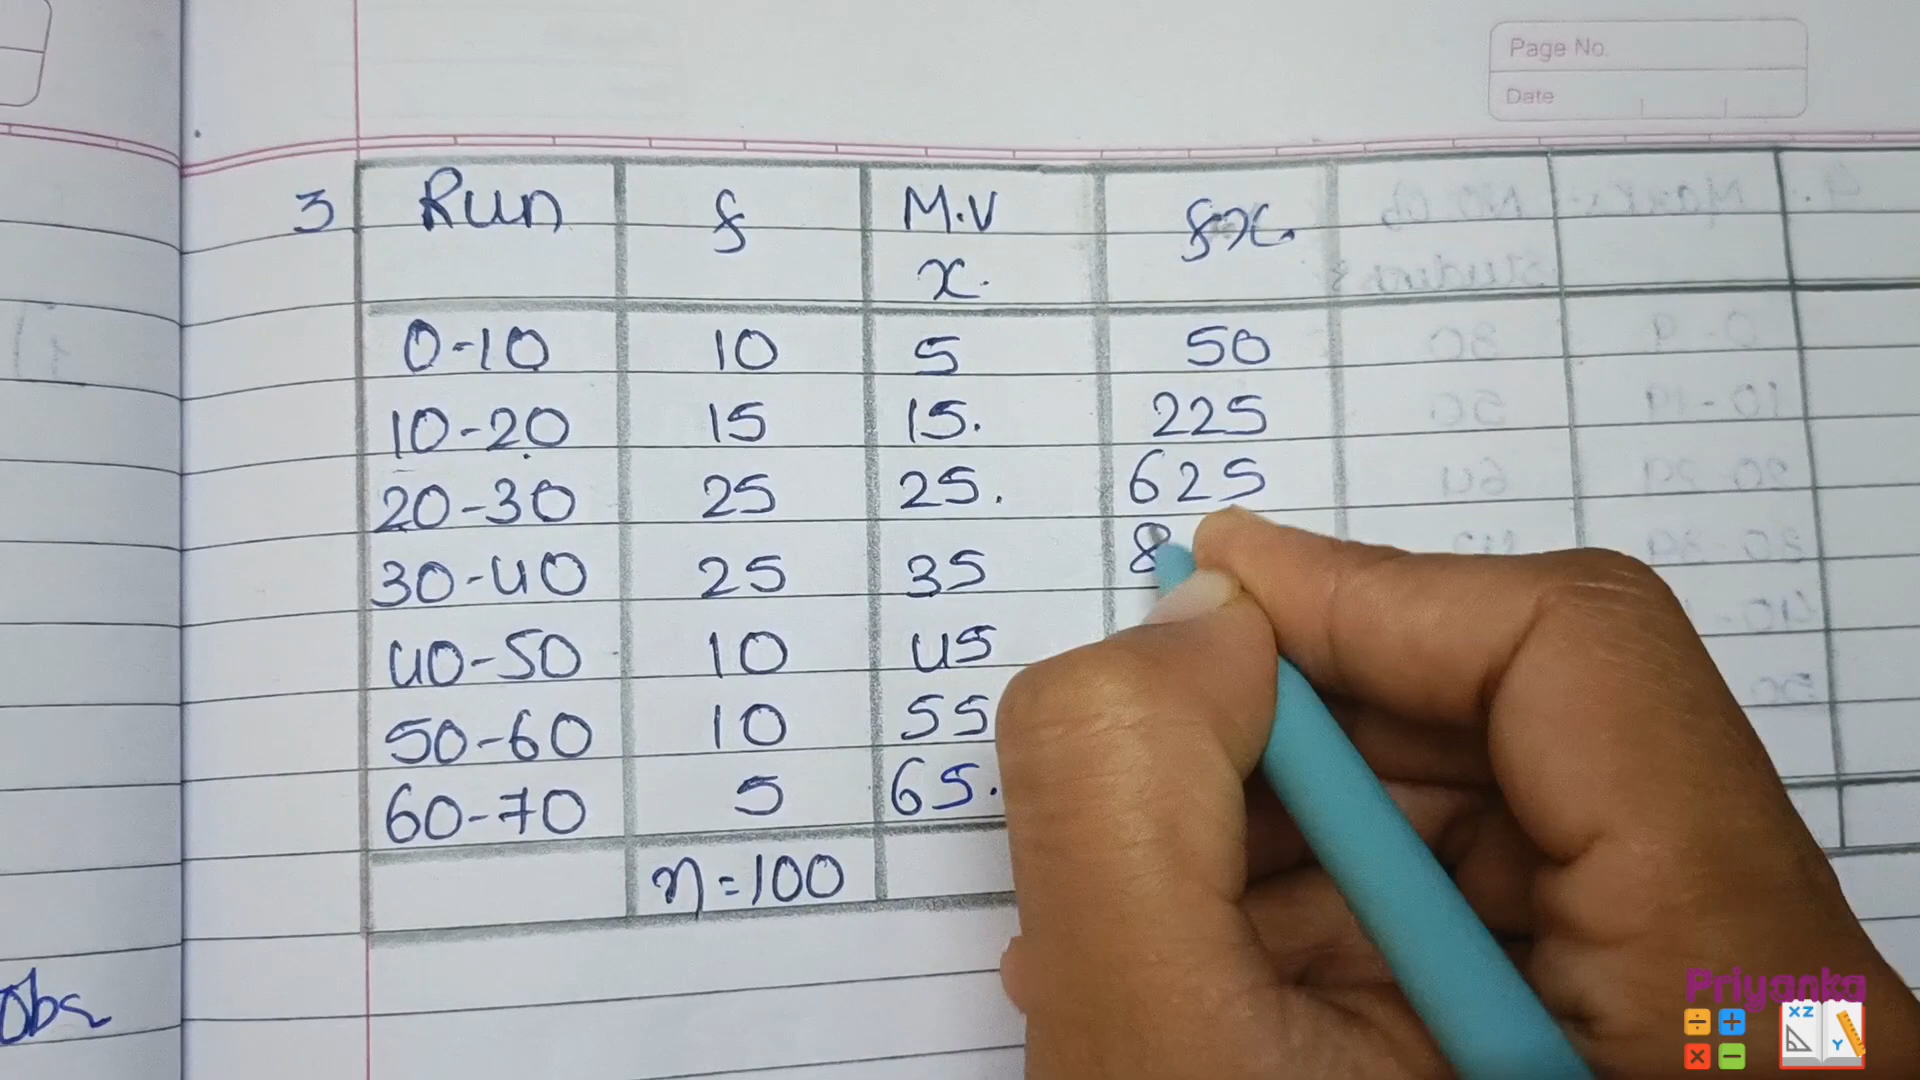 Page No.
Date
3 Run f M.V fx.
x.
0-10 10 5 50
10-20 15 15. 225
20-30 25 25. 625
30-40 25 35 8
40-50 10 45
50-60 10 55
60-70 5 65.
n=100
Obs
Priyanka
XZ
Y